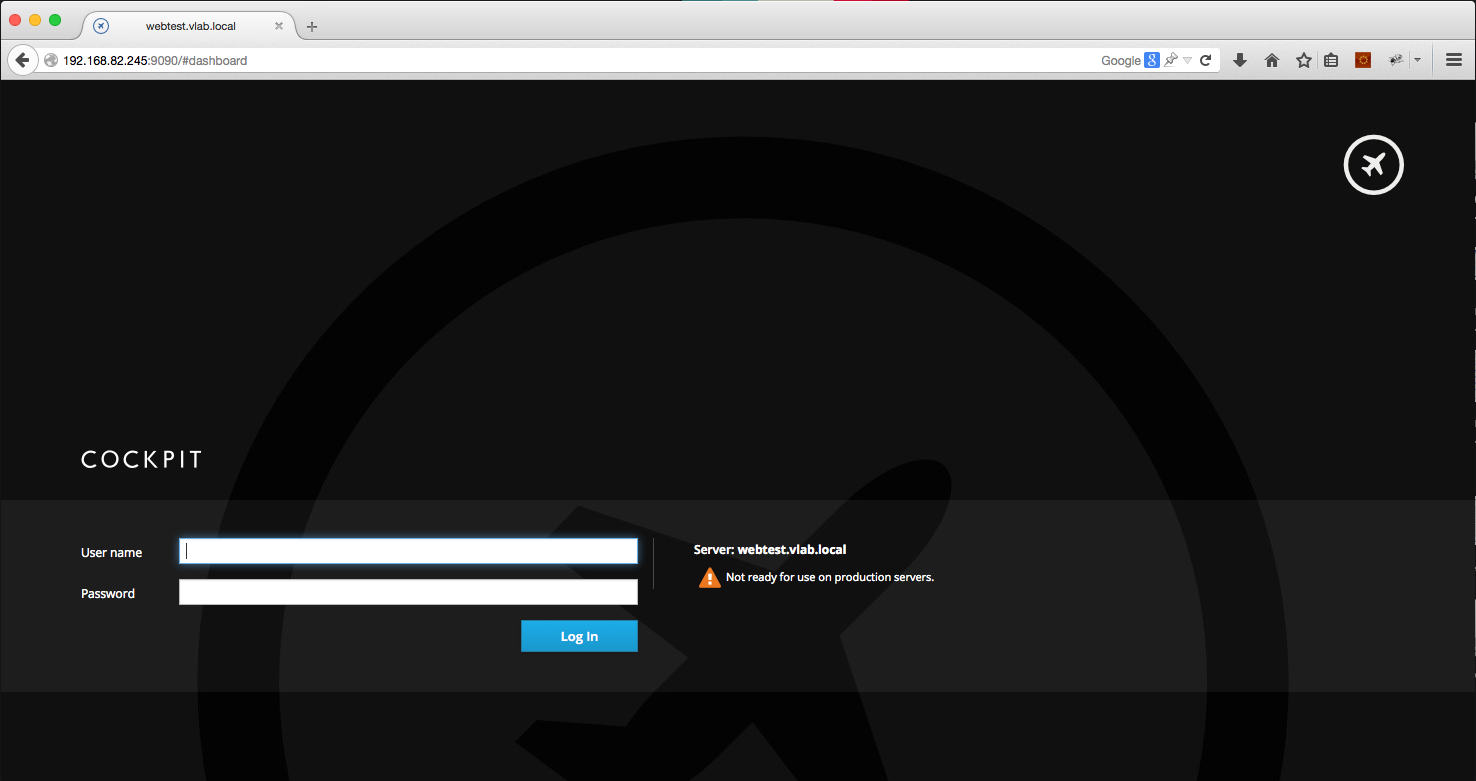 webtest.vlab.local
192.168.82.245:9090/#dashboard
Google 8
COCKPIT
User name
Password
Log In
Server: webtest.vlab.local
Not ready for use on production servers.